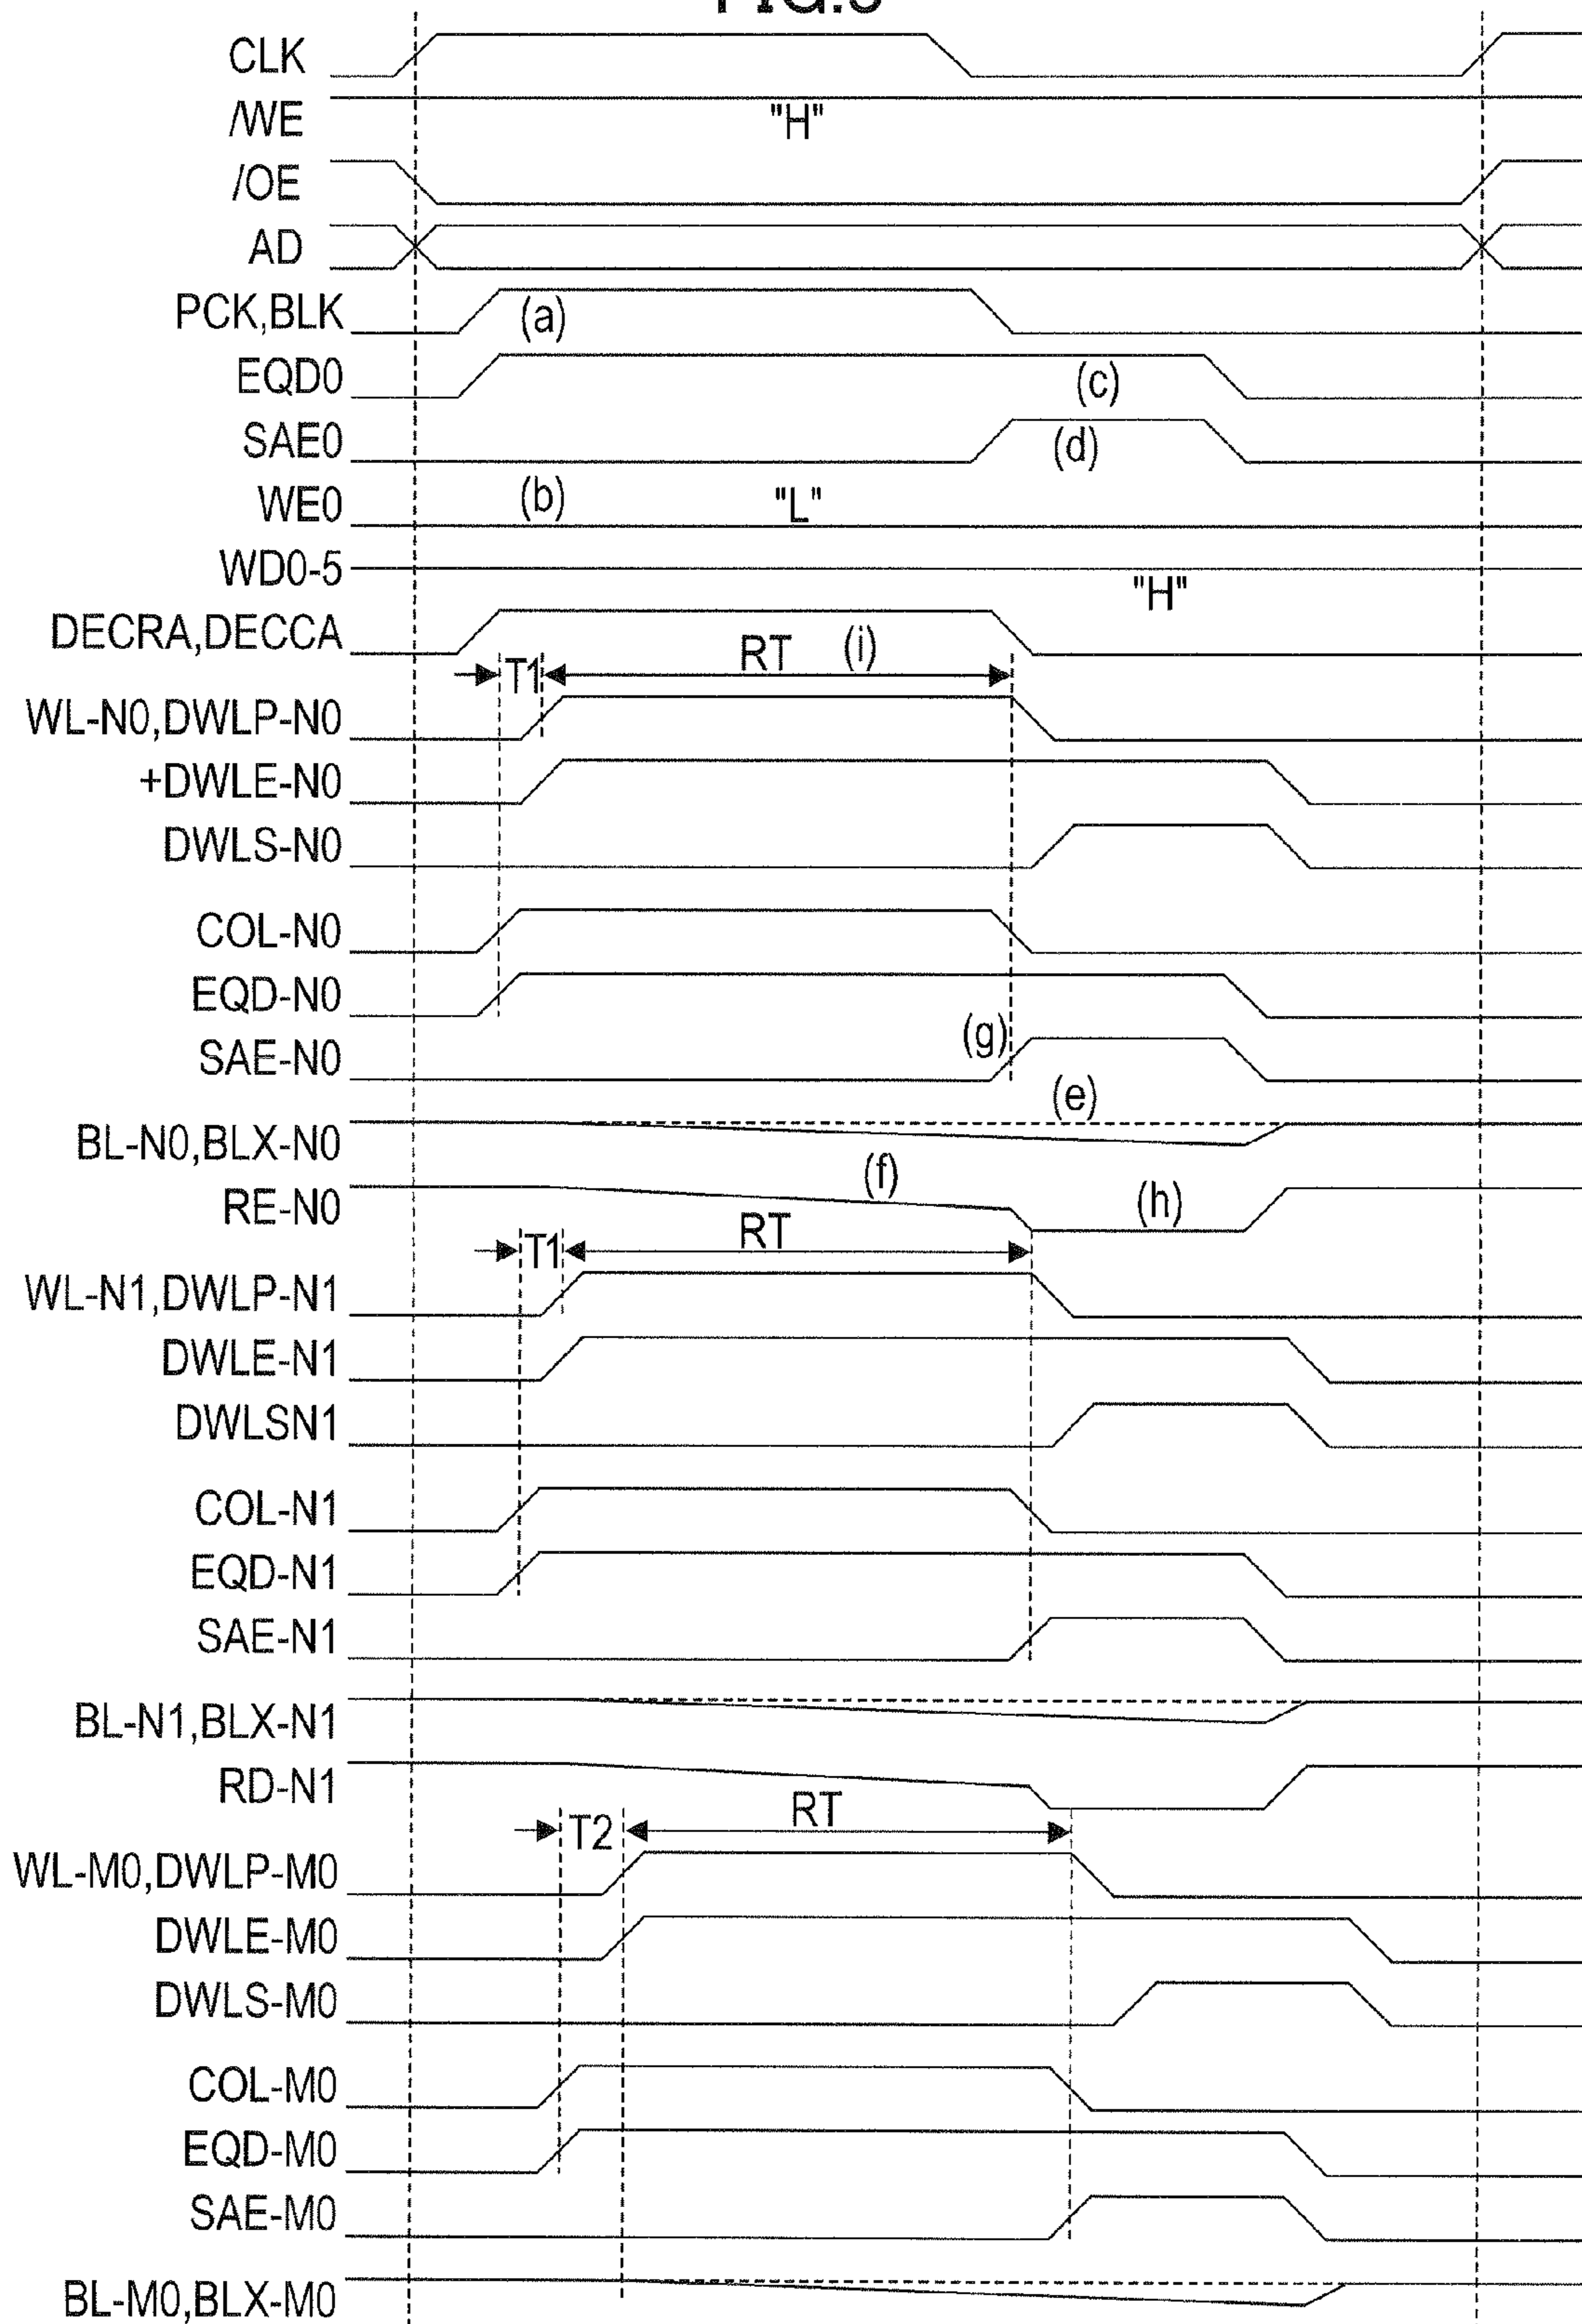 CLK
/WE "H"
/OE
AD
PCK,BLK (a)
EQD0 (c)
SAE0 (d)
WE0 (b) "L"
WD0-5
"H"
DECRA,DECCA
T1 RT (i)
WL-N0,DWLP-N0
+DWLE-N0
DWLS-N0
COL-N0
EQD-N0
SAE-N0 (g)
(e)
BL-N0,BLX-N0
RE-N0 (f) (h)
T1 RT
WL-N1,DWLP-N1
DWLE-N1
DWLSN1
COL-N1
EQD-N1
SAE-N1
BL-N1,BLX-N1
RD-N1
T2 RT
WL-M0,DWLP-M0
DWLE-M0
DWLS-M0
COL-M0
EQD-M0
SAE-M0
BL-M0,BLX-M0